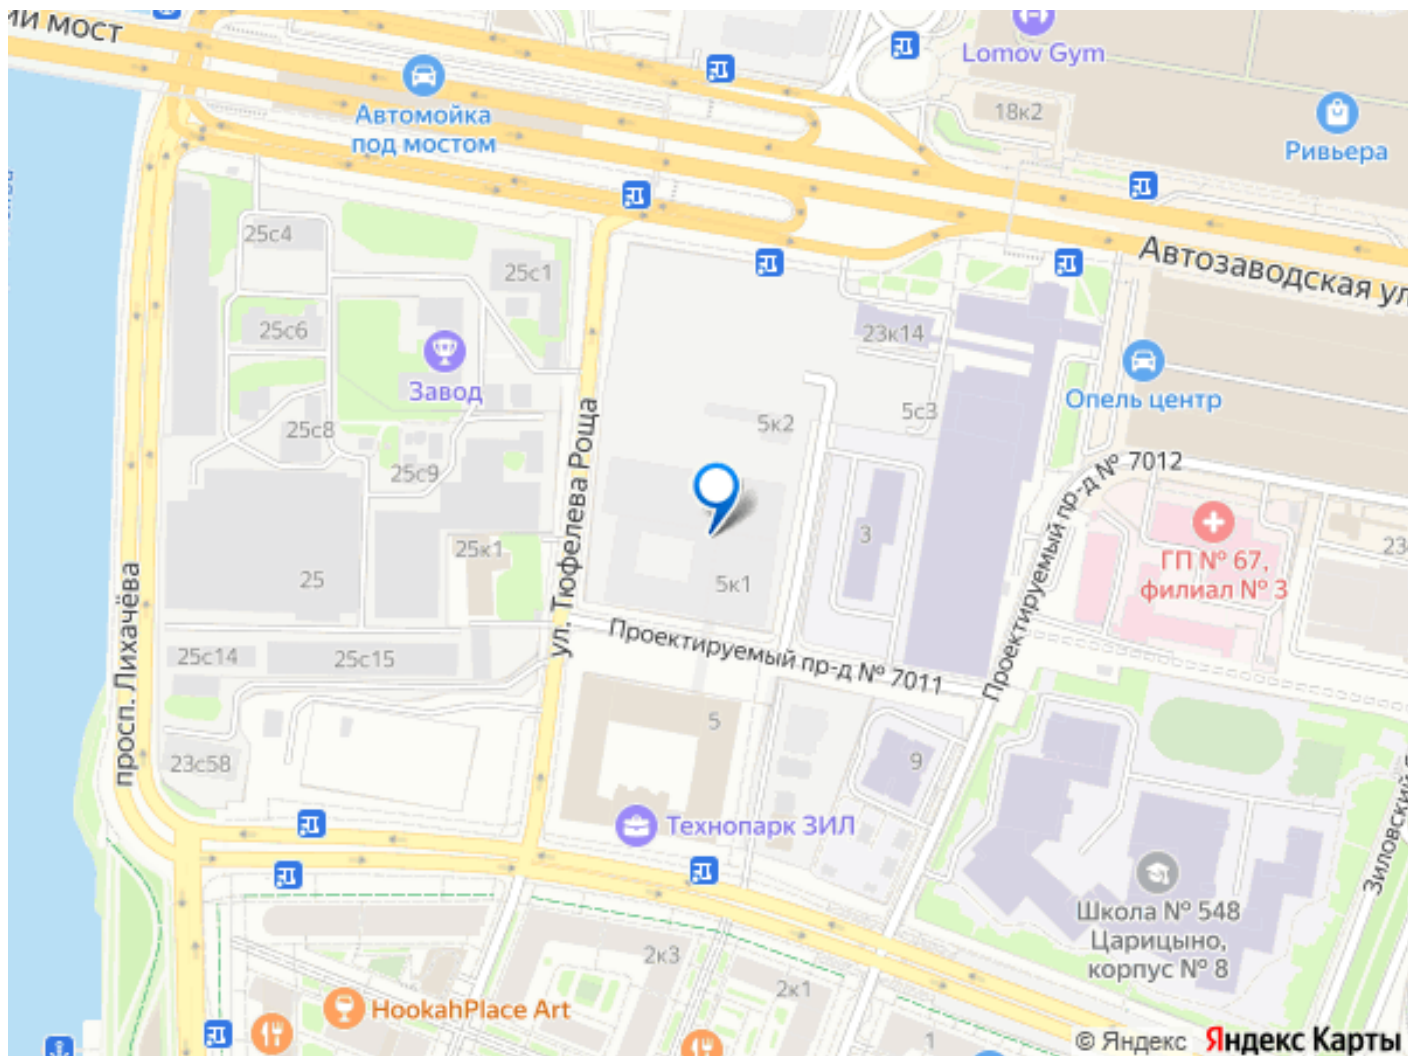 ий мост
Lomov Gym
Автомойка
под мостом
18к2
Ривьера
25с4
25с1
Автозаводская ул
25с6
23к14
Завод
Опель центр
5с3
5к2
25с8
25с9
ул. Тюфелева Роща
Проектируемый пр-д № 7012
3
25к1
ГП № 67,
филиал № 3
23
25
5к1
просп. Лихачёва
Проектируемый пр-д № 7011
25с14
25с15
5
23с58
9
Технопарк ЗИЛ
Зиловский
Школа № 548
Царицыно,
корпус № 8
2к3
2к1
HookahPlace Art
1
© Яндекс Яндекс Карты